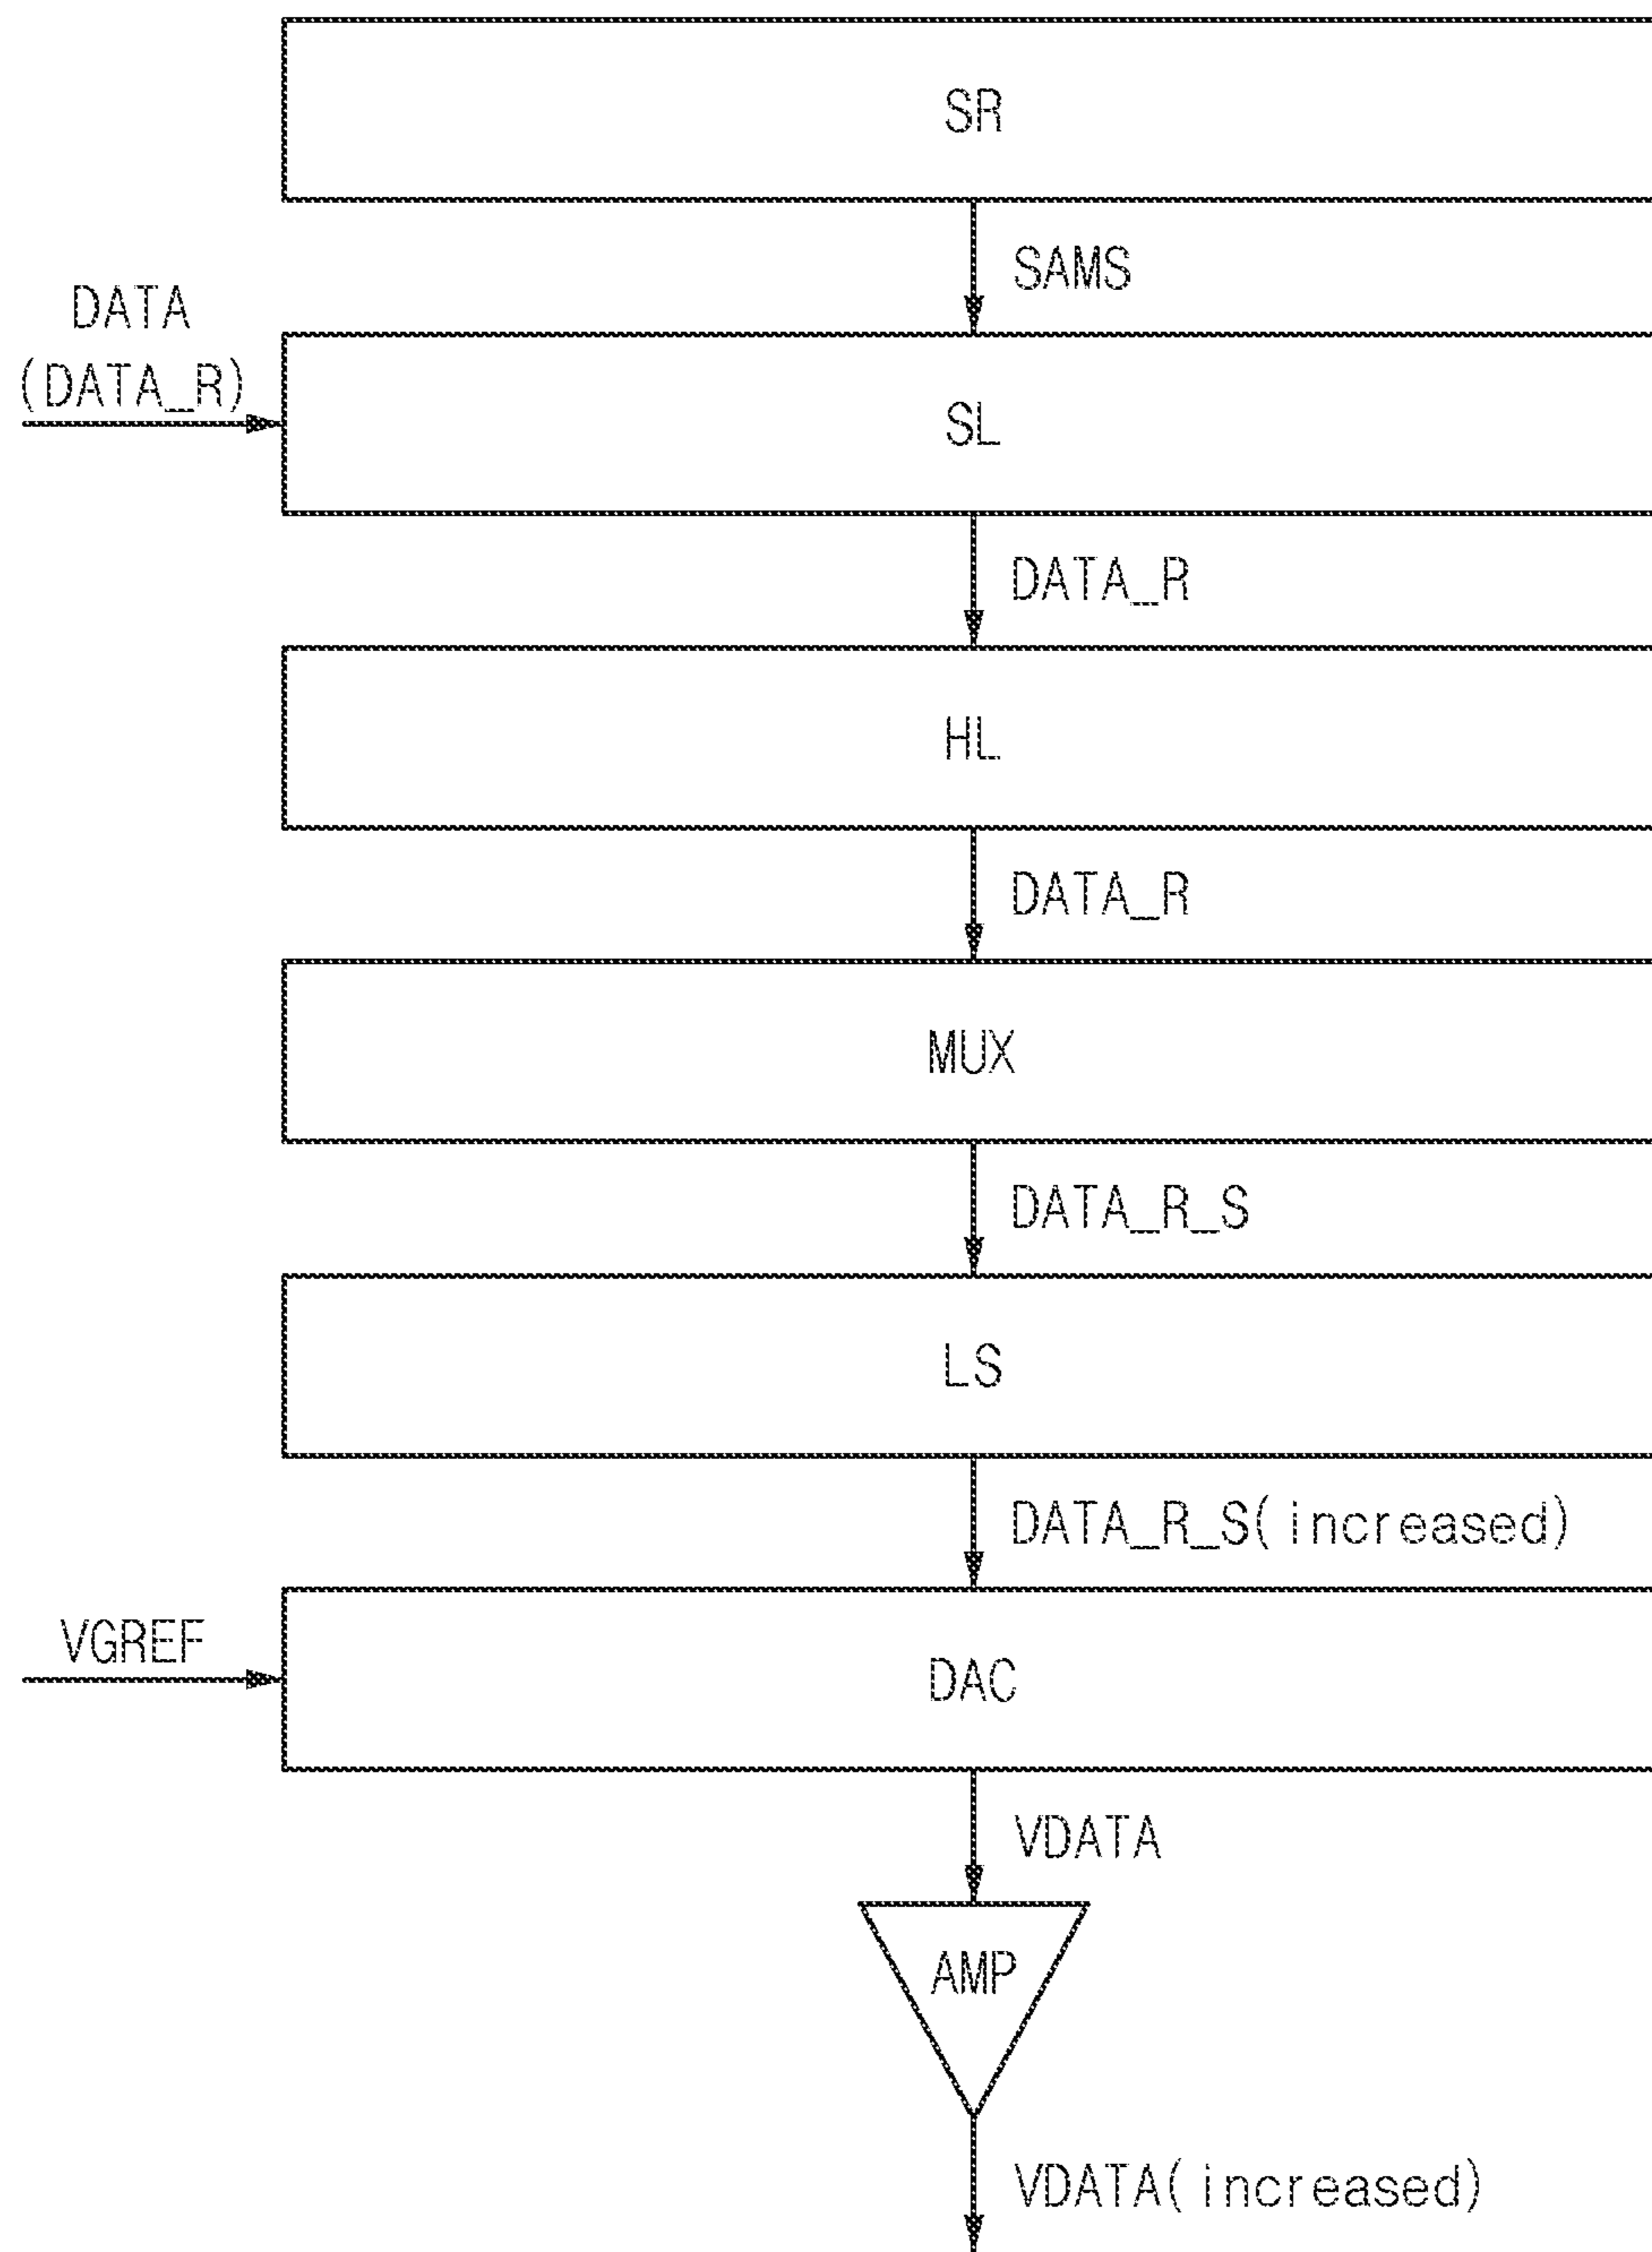 SR
SAMS
DATA
(DATA_R)
SL
DATA_R
HL
DATA_R
MUX
DATA_R_S
LS
DATA_R_S(increased)
VGREF
DAC
VDATA
AMP
VDATA(increased)